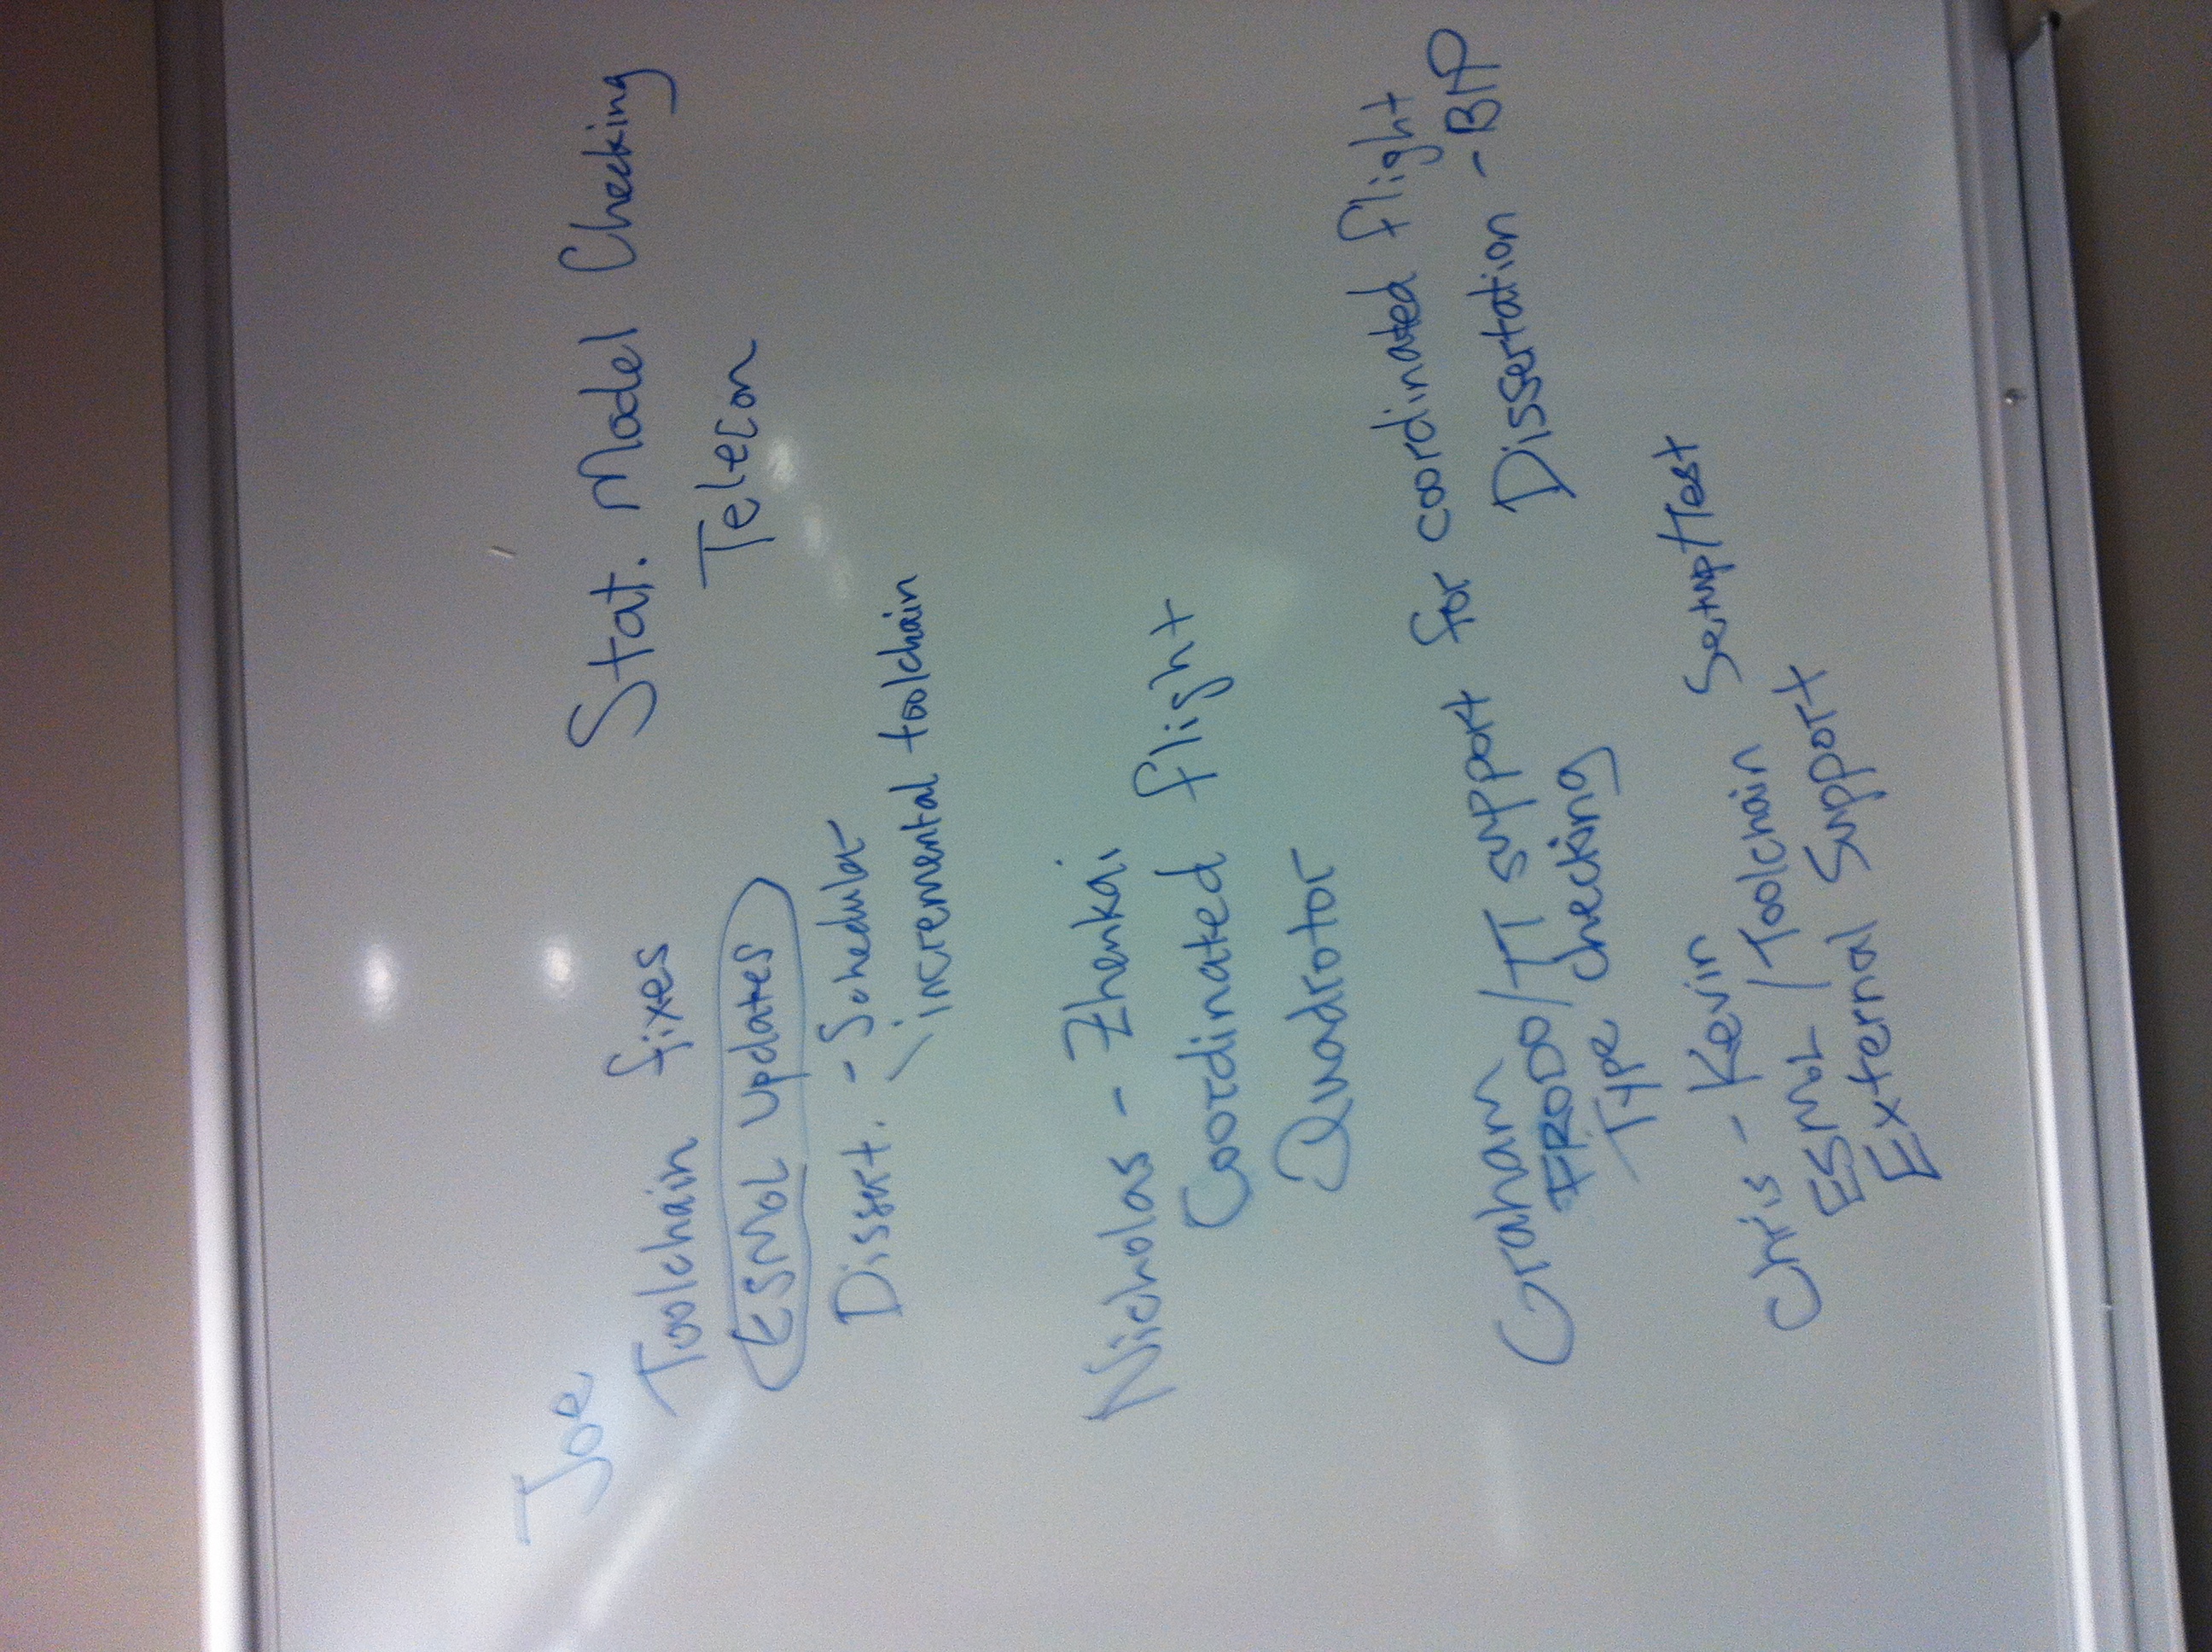 Joe
Toolchain fixes
ESMoL Updates
Dissert. - Scheduler
\ incremental toolchain
Stat. Model Checking
Telecon
Nicholas - Zhenkai
Coordinated flight
Quadrotor
Graham
FRODO/TT support for coordinated flight
Type checking
Dissertation - BIP
Chris - Kevin
ESMoL / Toolchain Setup/Test
External Support